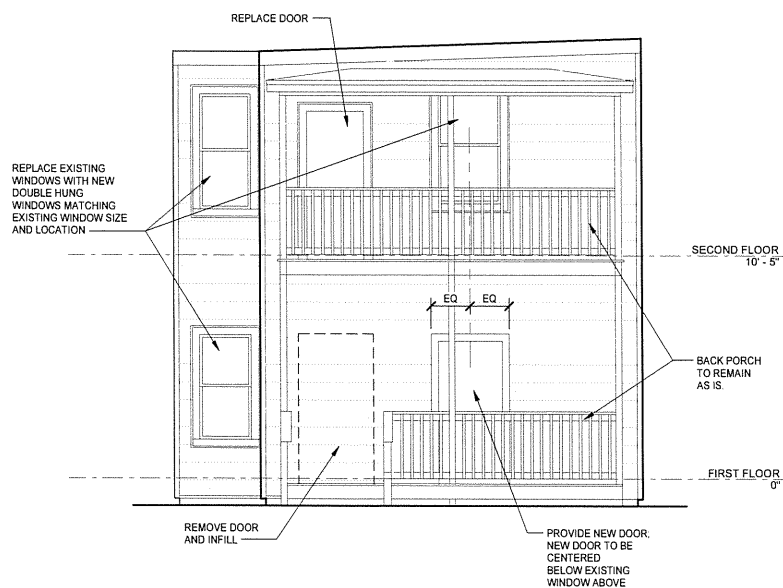 REPLACE DOOR
REPLACE EXISTING
WINDOWS WITH NEW
DOUBLE HUNG
WINDOWS MATCHING
EXISTING WINDOW SIZE
AND LOCATION
SECOND FLOOR
10' - 5"
EQ EQ
BACK PORCH
TO REMAIN
AS IS.
FIRST FLOOR
0"
REMOVE DOOR
AND INFILL
PROVIDE NEW DOOR;
NEW DOOR TO BE
CENTERED
BELOW EXISTING
WINDOW ABOVE